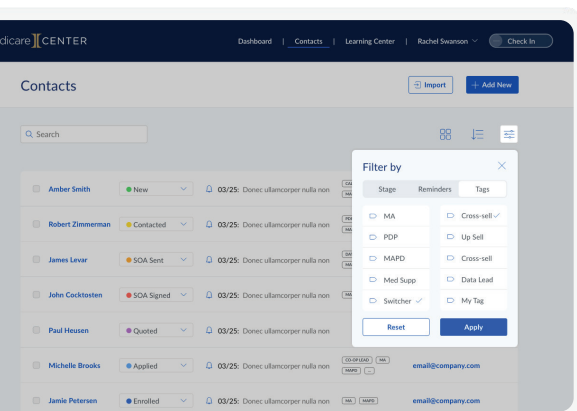 dicare CENTER
Dashboard | Contacts | Learning Center | Rachel Swanson Check In
Contacts
Import
+ Add New
Search
Filter by
Stage Reminders Tags
MA Cross-sell
PDP Up Sell
MAPD Cross-sell
Med Supp Data Lead
Switcher My Tag
Reset Apply
Amber Smith New 03/25: Donec ullamcorper nulla non
Robert Zimmerman Contacted 03/25: Donec ullamcorper nulla non
James Levar SOA Sent 03/25: Donec ullamcorper nulla non
John Cocktosten SOA Signed 03/25: Donec ullamcorper nulla non
Paul Heusen Quoted 03/25: Donec ullamcorper nulla non
Michelle Brooks Applied 03/25: Donec ullamcorper nulla non CO-OP LEAD MA email@company.com
MAPD ...
Jamie Petersen Enrolled 03/25: Donec ullamcorper nulla non MA MAPD email@company.com